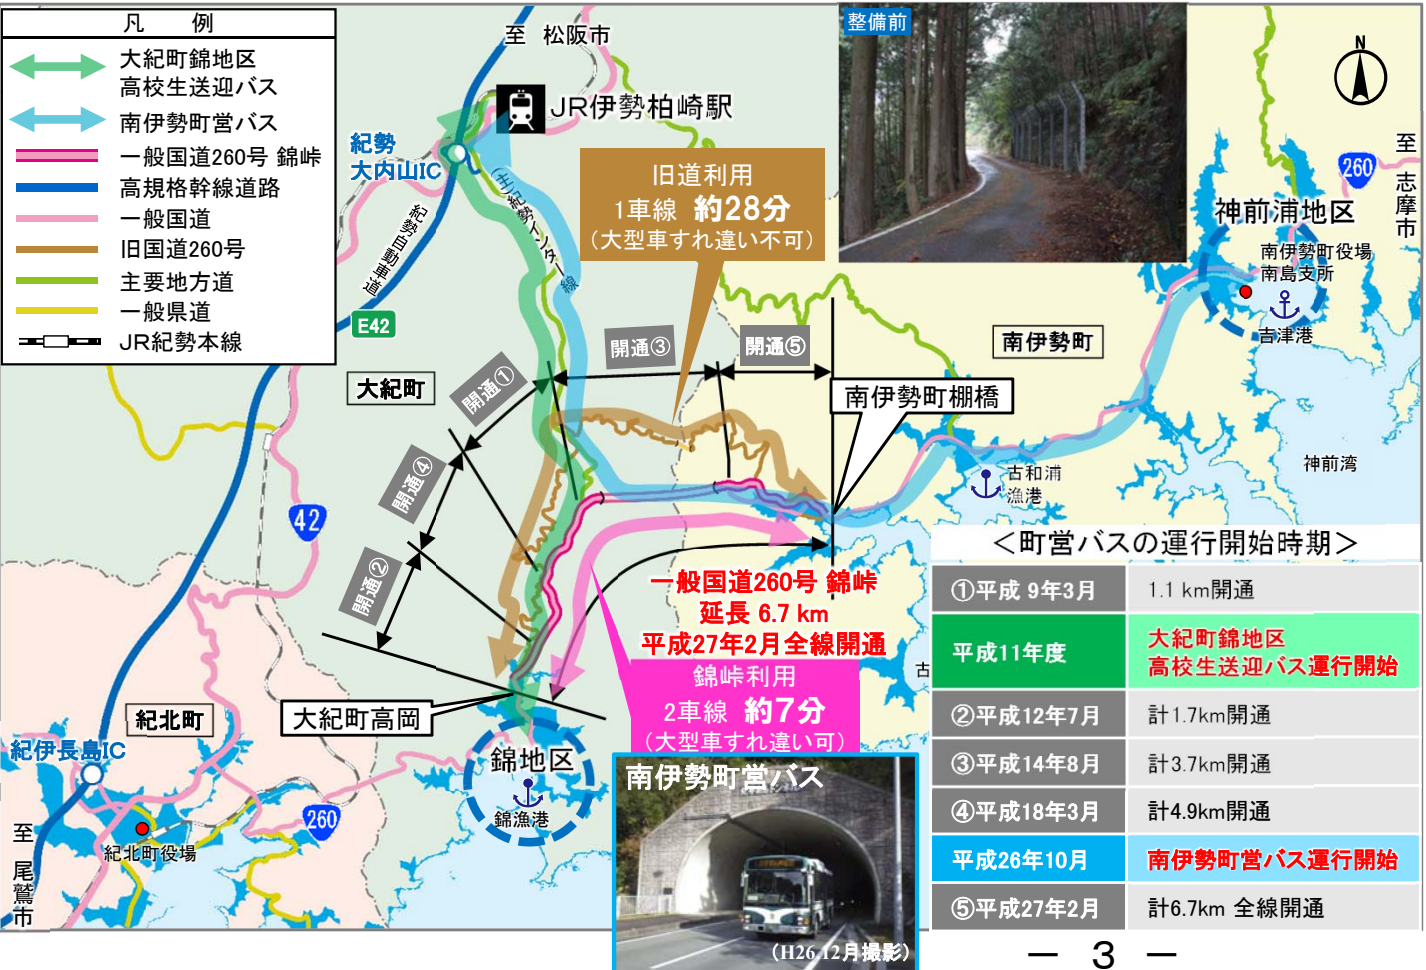 凡　例
大紀町錦地区
高校生送迎バス
南伊勢町営バス
一般国道260号 錦峠
高規格幹線道路
一般国道
旧国道260号
主要地方道
一般県道
JR紀勢本線
至 松阪市
JR伊勢柏崎駅
紀勢
大内山IC
(主)紀勢インター線
紀勢自動車道
E42
旧道利用
1車線 約28分
(大型車すれ違い不可)
整備前
N
至 志摩市
260
神前浦地区
南伊勢町役場
南島支所
吉津港
南伊勢町
開通③
開通⑤
開通①
開通④
開通②
大紀町
南伊勢町棚橋
古和浦
漁港
神前湾
42
一般国道260号 錦峠
延長 6.7 km
平成27年2月全線開通
錦峠利用
2車線 約7分
(大型車すれ違い可)
古
大紀町高岡
紀北町
紀伊長島IC
錦地区
錦漁港
260
紀北町役場
至 尾鷲市
南伊勢町営バス
(H26.12月撮影)
＜町営バスの運行開始時期＞
①平成 9年3月 1.1 km開通
平成11年度 大紀町錦地区
高校生送迎バス運行開始
②平成12年7月 計1.7km開通
③平成14年8月 計3.7km開通
④平成18年3月 計4.9km開通
平成26年10月 南伊勢町営バス運行開始
⑤平成27年2月 計6.7km 全線開通
－ 3 －